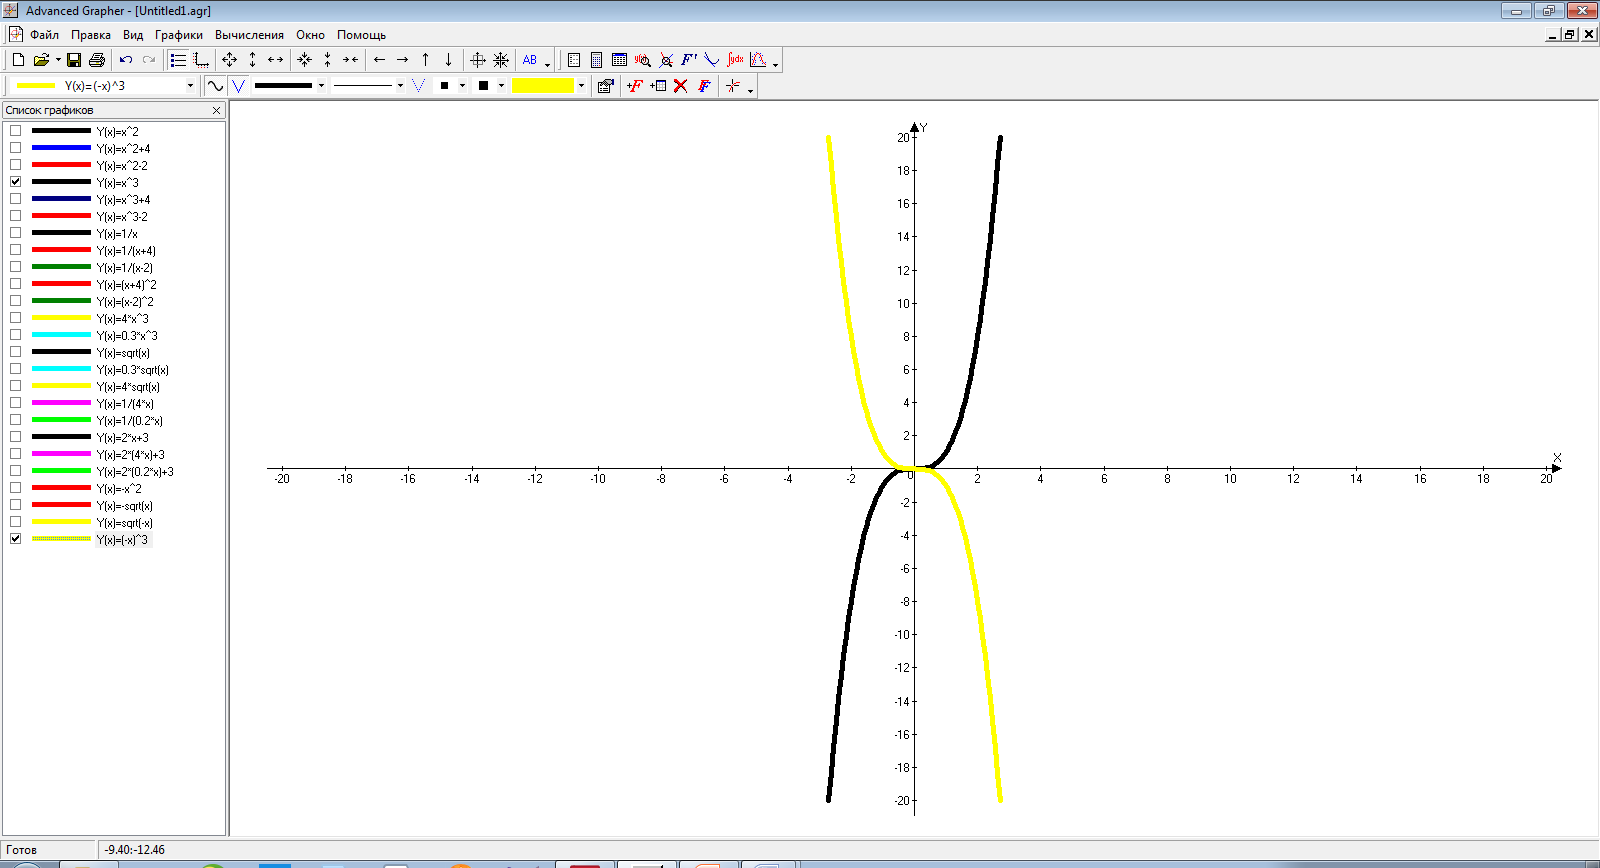 Advanced Grapher - [Untitled1.agr]
Файл Правка Вид Графики Вычисления Окно Помощь
AB F' ∫ydx
Y(x)=(-x)^3 +F F
Список графиков
Y(x)=x^2
Y(x)=x^2+4
Y(x)=x^2-2
Y(x)=x^3
Y(x)=x^3+4
Y(x)=x^3-2
Y(x)=1/x
Y(x)=1/(x+4)
Y(x)=1/(x-2)
Y(x)=(x+4)^2
Y(x)=(x-2)^2
Y(x)=4*x^3
Y(x)=0.3*x^3
Y(x)=sqrt(x)
Y(x)=0.3*sqrt(x)
Y(x)=4*sqrt(x)
Y(x)=1/(4*x)
Y(x)=1/(0.2*x)
Y(x)=2*x+3
Y(x)=2*(4*x)+3
Y(x)=2*(0.2*x)+3
Y(x)=-x^2
Y(x)=-sqrt(x)
Y(x)=sqrt(-x)
Y(x)=(-x)^3
Y
20
18
16
14
12
10
8
6
4
2
X
-20 -18 -16 -14 -12 -10 -8 -6 -4 -2 0 2 4 6 8 10 12 14 16 18 20
-2
-4
-6
-8
-10
-12
-14
-16
-18
-20
Готов -9.40:-12.46